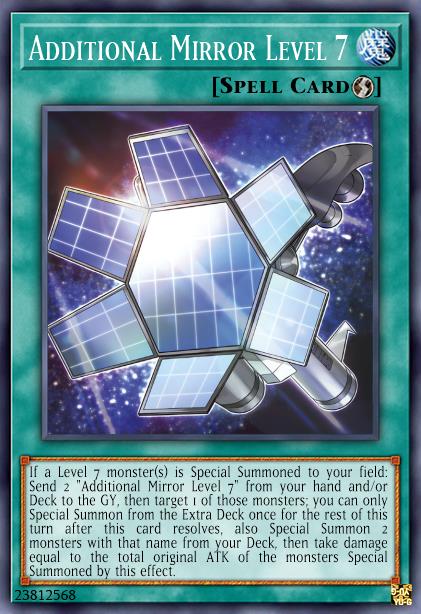 ADDITIONAL MIRROR LEVEL 7
魔
[SPELL CARD]
If a Level 7 monster(s) is Special Summoned to your field:
Send 2 "Additional Mirror Level 7" from your hand and/or
Deck to the GY, then target 1 of those monsters; you can only
Special Summon from the Extra Deck once for the rest of this
turn after this card resolves, also Special Summon 2
monsters with that name from your Deck, then take damage
equal to the total original ATK of the monsters Special
Summoned by this effect.
23812568